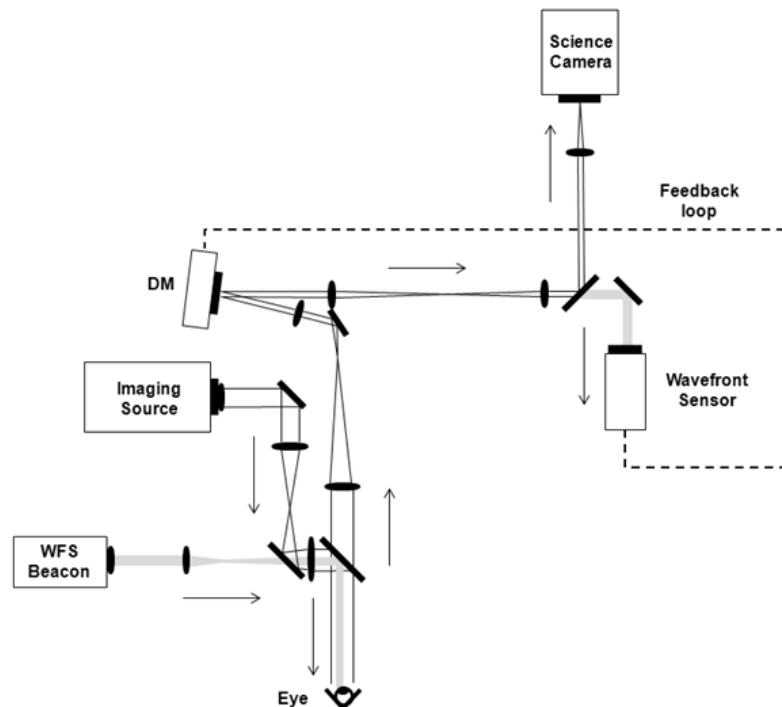 Science
Camera
Feedback
loop
DM
Imaging
Source
Wavefront
Sensor
WFS
Beacon
Eye